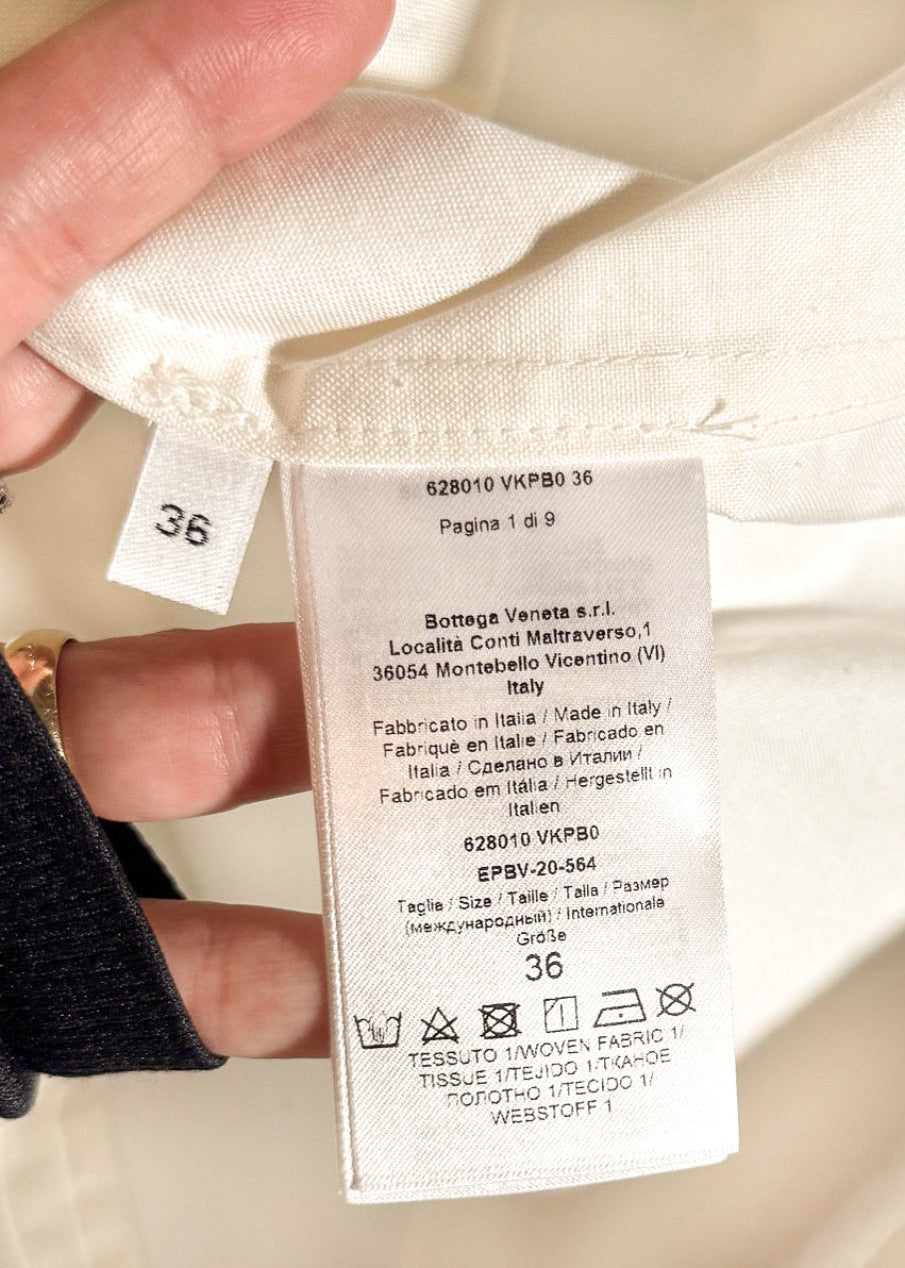 36
628010 VKPB0 36
Pagina 1 di 9
Bottega Veneta s.r.l.
Località Conti Maltraverso,1
36054 Montebello Vicentino (VI)
Italy
Fabbricato in Italia / Made in Italy /
Fabriquè en Italie / Fabricado en
Italia / Сделано в Италии /
Fabricado em Itália / Hergestellt in
Italien
628010 VKPB0
EPBV-20-564
Taglia / Size / Taille / Talla / Размер
(международный) / Internationale
Größe
36
TESSUTO 1/WOVEN FABRIC 1/
TISSUE 1/TEJIDO 1/ТКАНОЕ
ПОЛОТНО 1/TECIDO 1/
WEBSTOFF 1